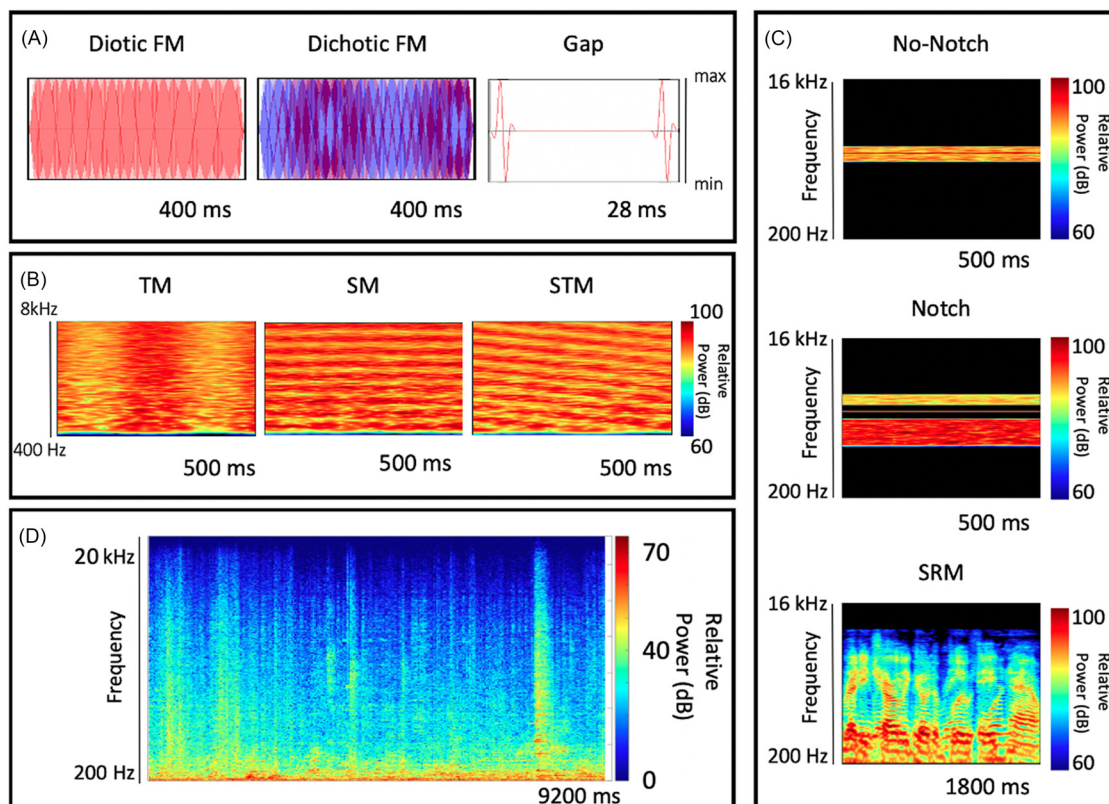 (A)
Diotic FM
Dichotic FM
Gap
max
min
400 ms
400 ms
28 ms
(B)
TM
SM
STM
8kHz
400 Hz
100
Relative
Power (dB)
60
500 ms
500 ms
500 ms
(D)
20 kHz
Frequency
200 Hz
70
40
0
Relative
Power (dB)
9200 ms
(C)
No-Notch
16 kHz
Frequency
200 Hz
100
Relative
Power (dB)
60
500 ms
Notch
16 kHz
Frequency
200 Hz
100
Relative
Power (dB)
60
500 ms
SRM
16 kHz
Frequency
200 Hz
100
Relative
Power (dB)
60
1800 ms